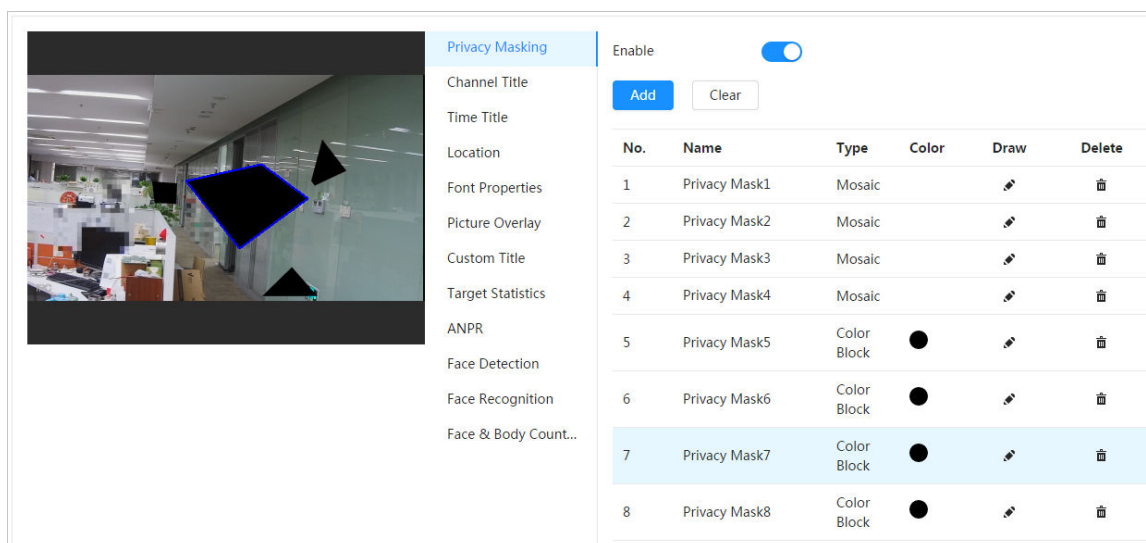 Privacy Masking
Channel Title
Time Title
Location
Font Properties
Picture Overlay
Custom Title
Target Statistics
ANPR
Face Detection
Face Recognition
Face & Body Count...
Enable
Add Clear
No. Name Type Color Draw Delete
1 Privacy Mask1 Mosaic
2 Privacy Mask2 Mosaic
3 Privacy Mask3 Mosaic
4 Privacy Mask4 Mosaic
5 Privacy Mask5 Color
Block
6 Privacy Mask6 Color
Block
7 Privacy Mask7 Color
Block
8 Privacy Mask8 Color
Block